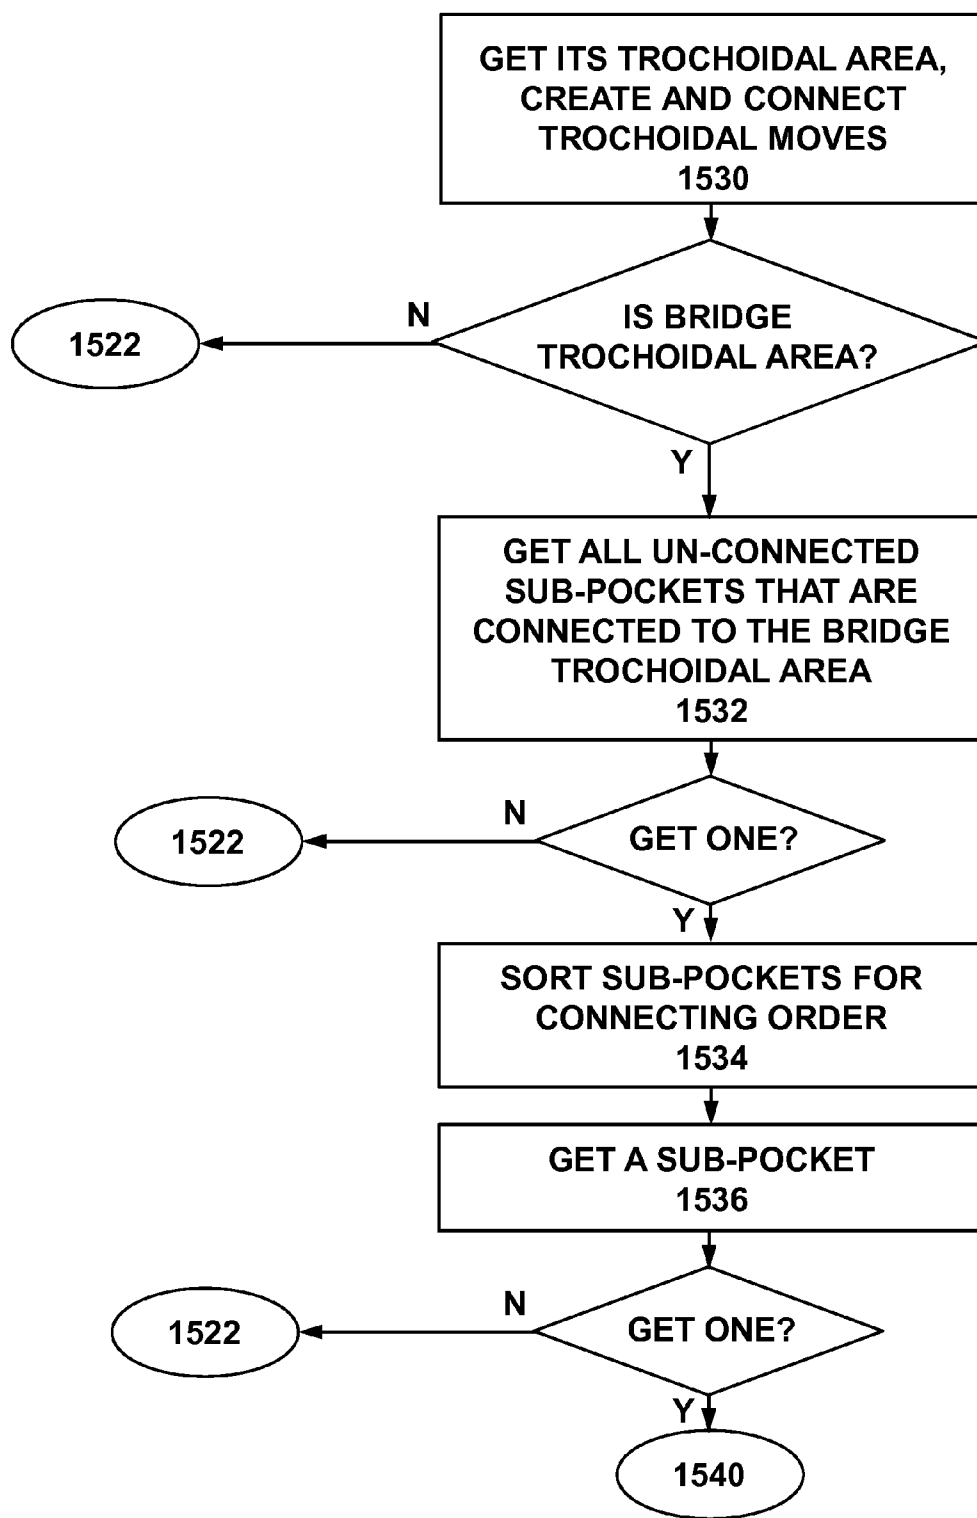 GET ITS TROCHOIDAL AREA,
CREATE AND CONNECT
TROCHOIDAL MOVES
1530
N
1522
IS BRIDGE
TROCHOIDAL AREA?
Y
GET ALL UN-CONNECTED
SUB-POCKETS THAT ARE
CONNECTED TO THE BRIDGE
TROCHOIDAL AREA
1532
N
1522
GET ONE?
Y
SORT SUB-POCKETS FOR
CONNECTING ORDER
1534
GET A SUB-POCKET
1536
N
1522
GET ONE?
Y
1540